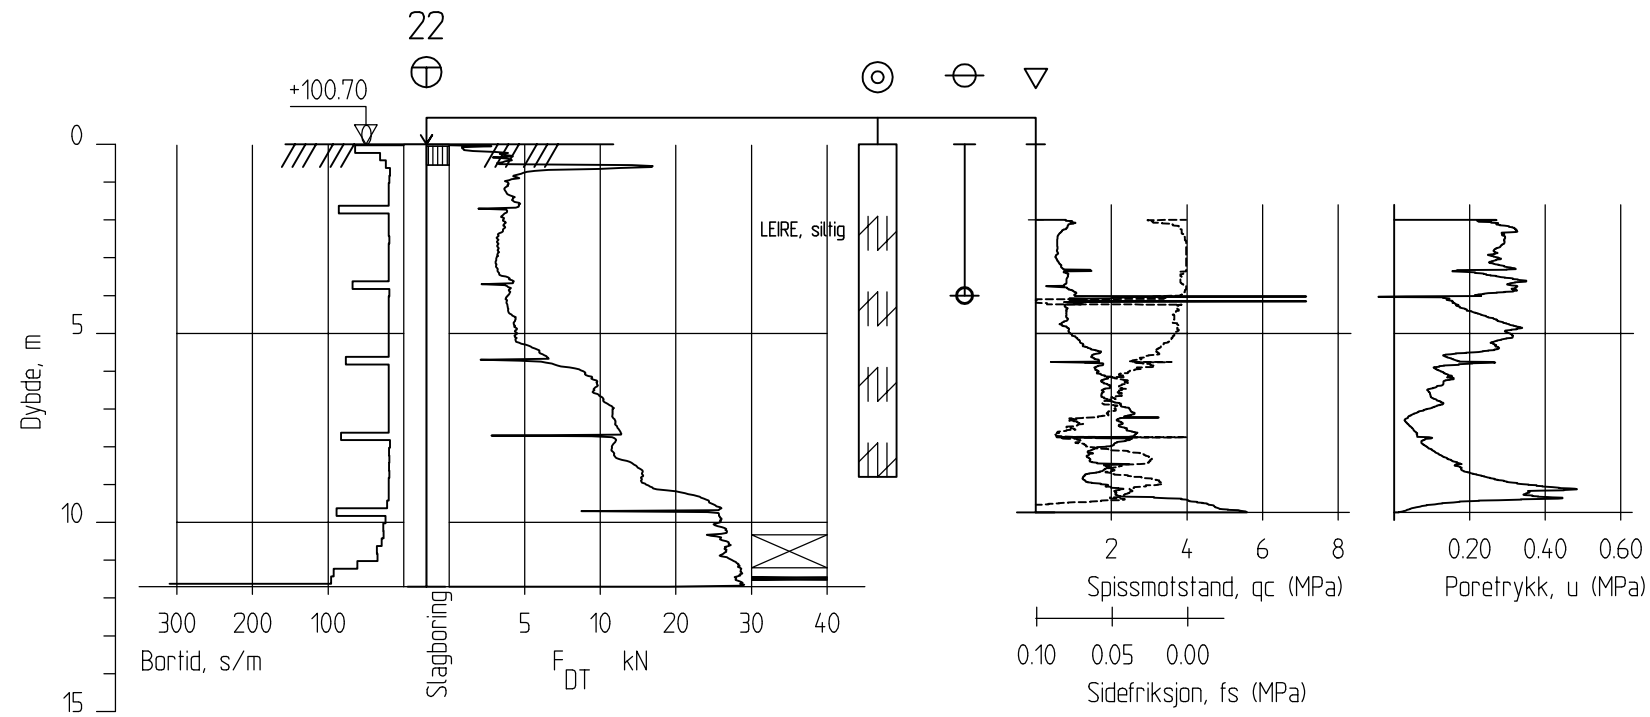 22
+100.70
0
LEIRE, siltig
5
Dybde, m
10
2 4 6 8
0.20 0.40 0.60
Spissmotstand, qc (MPa)
Poretrykk, u (MPa)
300 200 100
Slagboring
5 10 20 30 40
Bortid, s/m
F DT kN
0.10 0.05 0.00
Sidefriksjon, fs (MPa)
15